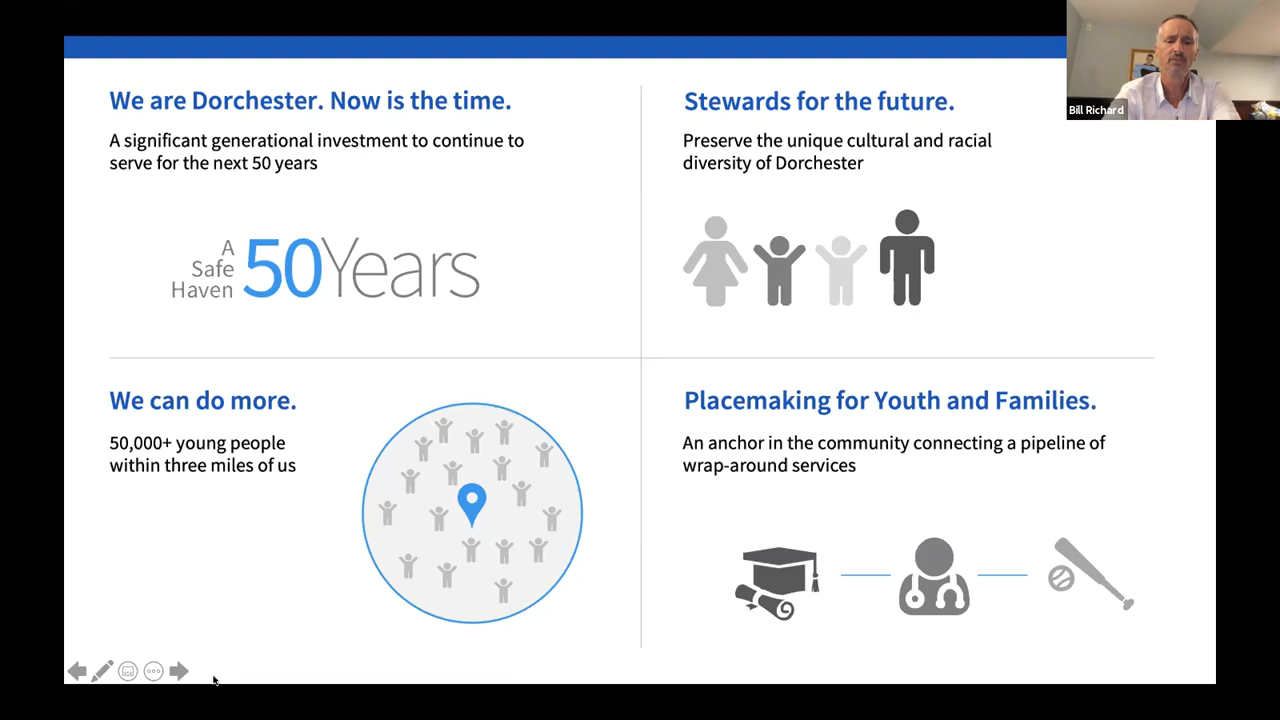 We are Dorchester. Now is the time.
A significant generational investment to continue to
serve for the next 50 years
A
Safe
Haven
50Years
Stewards for the future.
Preserve the unique cultural and racial
diversity of Dorchester
Bill Richard
We can do more.
50,000+ young people
within three miles of us
Placemaking for Youth and Families.
An anchor in the community connecting a pipeline of
wrap-around services